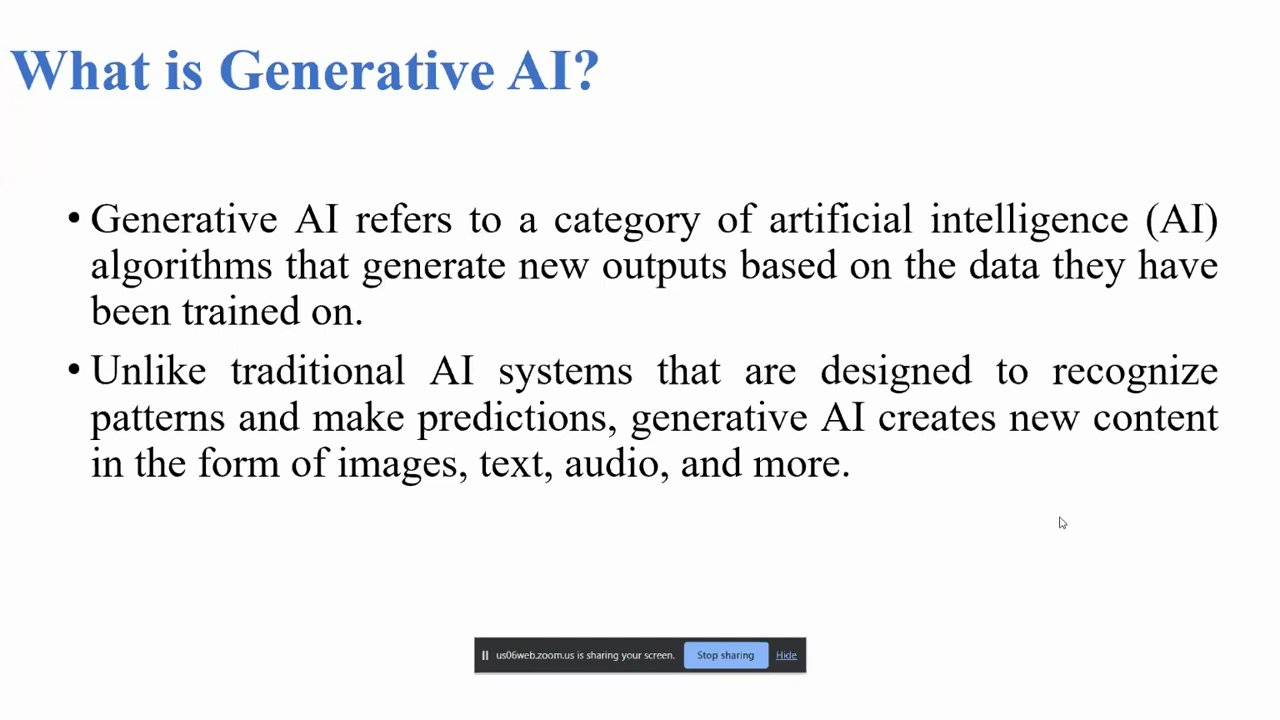 What is Generative AI?
• Generative AI refers to a category of artificial intelligence (AI)
algorithms that generate new outputs based on the data they have
been trained on.
• Unlike traditional AI systems that are designed to recognize
patterns and make predictions, generative AI creates new content
in the form of images, text, audio, and more.
us06web.zoom.us is sharing your screen. Stop sharing Hide